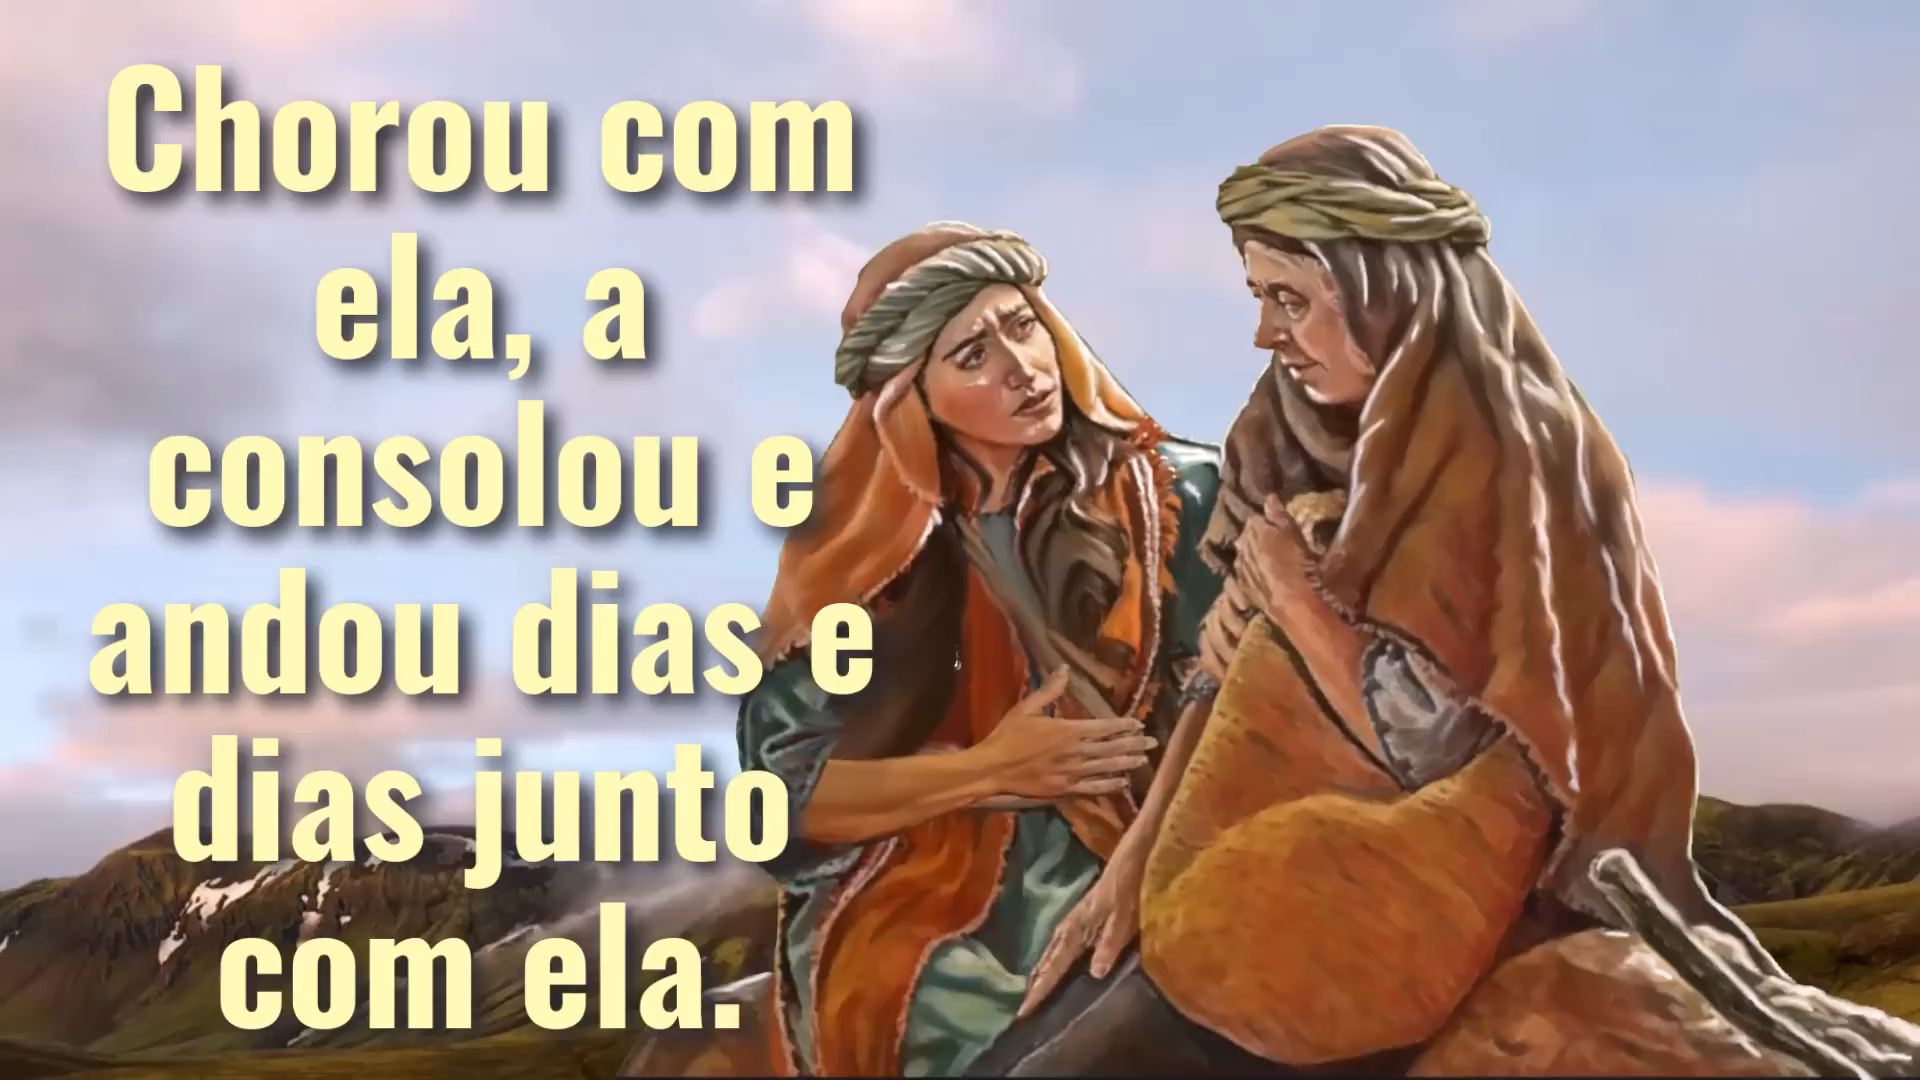 Chorou com
ela, a
consolou e
andou dias e
dias junto
com ela.